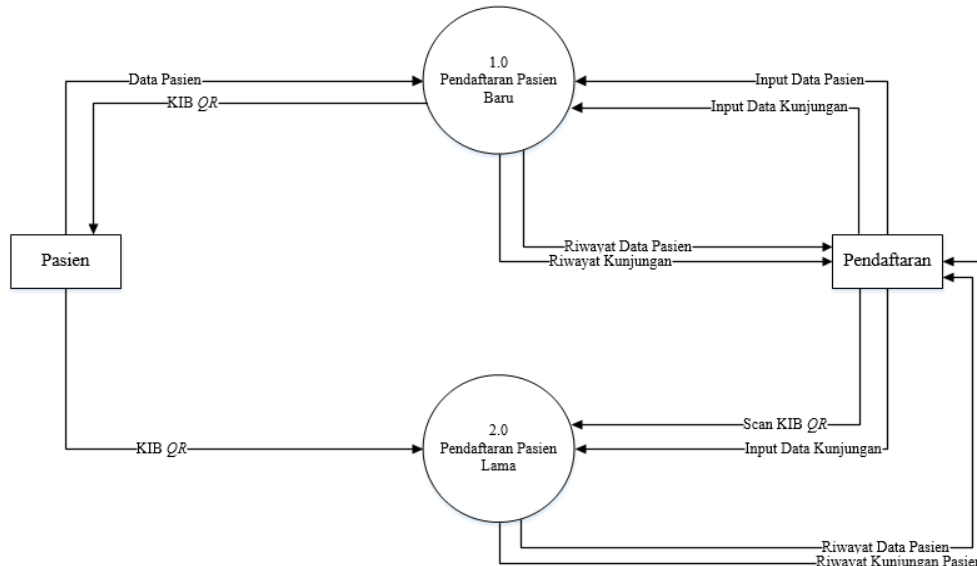 1.0
Pendaftaran Pasien
Baru
Data Pasien
Input Data Pasien
KIB QR
Input Data Kunjungan
Riwayat Data Pasien
Riwayat Kunjungan
Pasien
Pendaftaran
2.0
Pendaftaran Pasien
Lama
Scan KIB QR
KIB QR
Input Data Kunjungan
Riwayat Data Pasien
Riwayat Kunjungan Pasien